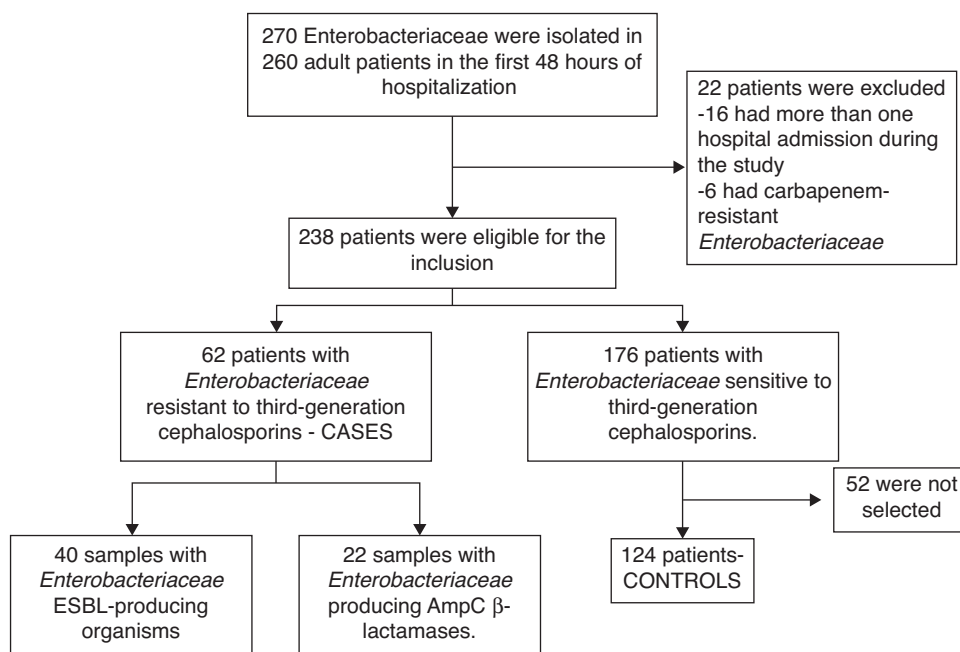 270 Enterobacteriaceae were isolated in
260 adult patients in the first 48 hours of
hospitalization
22 patients were excluded
-16 had more than one
hospital admission during
the study
-6 had carbapenem-
resistant
Enterobacteriaceae
238 patients were eligible for the
inclusion
62 patients with
Enterobacteriaceae
resistant to third-generation
cephalosporins - CASES
176 patients with
Enterobacteriaceae sensitive to
third-generation
cephalosporins.
52 were not
selected
40 samples with
Enterobacteriaceae
ESBL-producing
organisms
22 samples with
Enterobacteriaceae
producing AmpC β-
lactamases.
124 patients-
CONTROLS